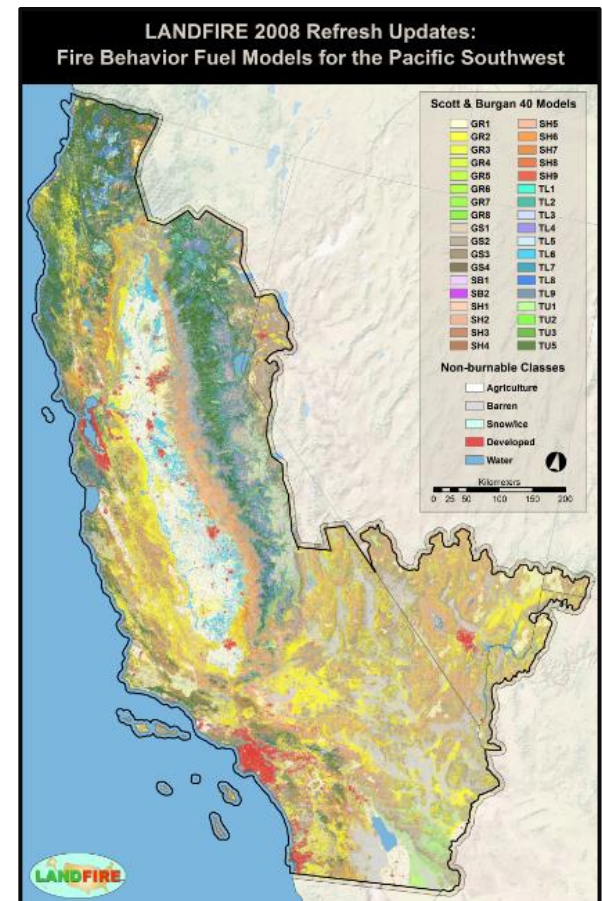 LANDFIRE 2008 Refresh Updates:
Fire Behavior Fuel Models for the Pacific Southwest
Scott & Burgan 40 Models
GR1
GR2
GR3
GR4
GR5
GR6
GR7
GR8
GS1
GS2
GS3
GS4
SB1
SB2
SH1
SH2
SH3
SH4
SH5
SH6
SH7
SH8
SH9
TL1
TL2
TL3
TL4
TL5
TL6
TL7
TL8
TL9
TU1
TU2
TU3
TU5
Non-burnable Classes
Agriculture
Barren
Snow/Ice
Developed
Water
Kilometers
0 25 50 100 150 200
LANDFIRE